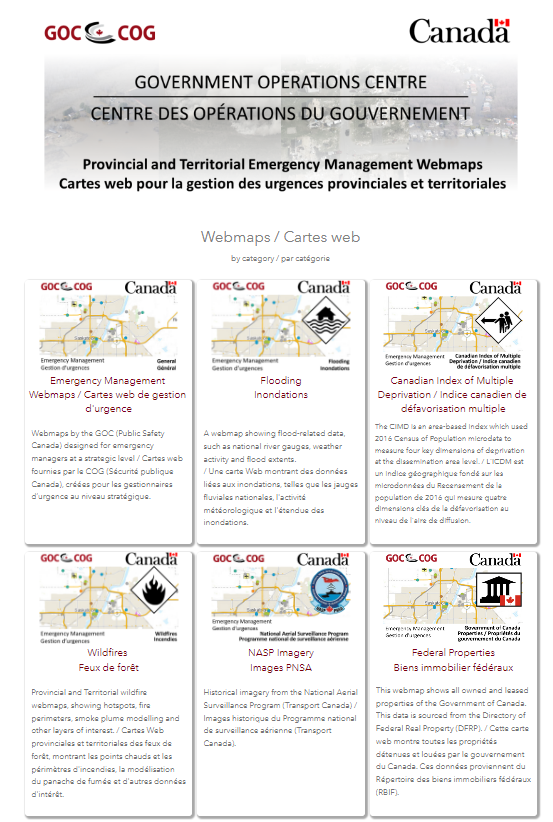 GOC COG
Canada
GOVERNMENT OPERATIONS CENTRE
CENTRE DES OPÉRATIONS DU GOUVERNEMENT
Provincial and Territorial Emergency Management Webmaps
Cartes web pour la gestion des urgences provinciales et territoriales
Webmaps / Cartes web
by category / par catégorie
GOC COG
Canada
Emergency Management
Gestion d'urgences
General
Général
Emergency Management
Webmaps / Cartes web de gestion
d'urgence
Webmaps by the GOC (Public Safety
Canada) designed for emergency
managers at a strategic level / Cartes web
fournies par le COG (Sécurité publique
Canada), créées pour les gestionnaires
d'urgence au niveau stratégique.
GOC COG
Canada
Emergency Management
Gestion d'urgences
Flooding
Inondations
Flooding
Inondations
A webmap showing flood-related data,
such as national river gauges, weather
activity and flood extents.
/ Une carte Web montrant des données
liées aux inondations, telles que les jauges
fluviales nationales, l'activité
météorologique et l'étendue des
inondations.
GOC COG
Canada
Emergency Management
Gestion d'urgences
Canadian Index of Multiple
Deprivation / Indice canadien
de défavorisation multiple
Canadian Index of Multiple
Deprivation / Indice canadien de
défavorisation multiple
The CIMD is an area-based index which used
2016 Census of Population microdata to
measure four key dimensions of deprivation
at the dissemination area level. / L'ICDM est
un indice géographique fondé sur les
microdonnées du Recensement de la
population de 2016 qui mesure quatre
dimensions clés de la défavorisation au
niveau de l'aire de diffusion.
GOC COG
Canada
Emergency Management
Gestion d'urgences
Wildfires
Incendies
Wildfires
Feux de forêt
Provincial and Territorial wildfire
webmaps, showing hotspots, fire
perimeters, smoke plume modelling and
other layers of interest. / Cartes Web
provinciales et territoriales des feux de
forêt, montrant les points chauds et les
périmètres d'incendies, la modélisation
du panache de fumée et d'autres données
d'intérêt.
GOC COG
Canada
Emergency Management
Gestion d'urgences
National Aerial Surveillance Program
Programme national de surveillance aérienne
NASP Imagery
Images PNSA
Historical imagery from the National Aerial
Surveillance Program (Transport Canada) /
Images historique du Programme national
de surveillance aérienne (Transport
Canada).
GOC COG
Canada
Emergency Management
Gestion d'urgences
Government of Canada
Properties / Propriétés du
gouvernement du Canada
Federal Properties
Biens immobilier fédéraux
This webmap shows all owned and leased
properties of the Government of Canada.
This data is sourced from the Directory of
Federal Real Property (DFRP). / Cette carte
web montre toutes les propriétés
détenues et louées par le gouvernement
du Canada. Ces données proviennent du
Répertoire des biens immobiliers fédéraux
(RBIF).